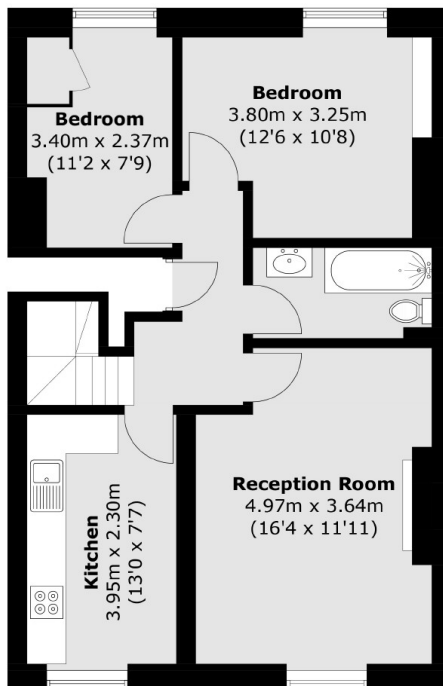 Bedroom
3.40m x 2.37m
(11'2 x 7'9)
Bedroom
3.80m x 3.25m
(12'6 x 10'8)
Reception Room
4.97m x 3.64m
(16'4 x 11'11)
Kitchen
3.95m x 2.30m
(13'0 x 7'7)